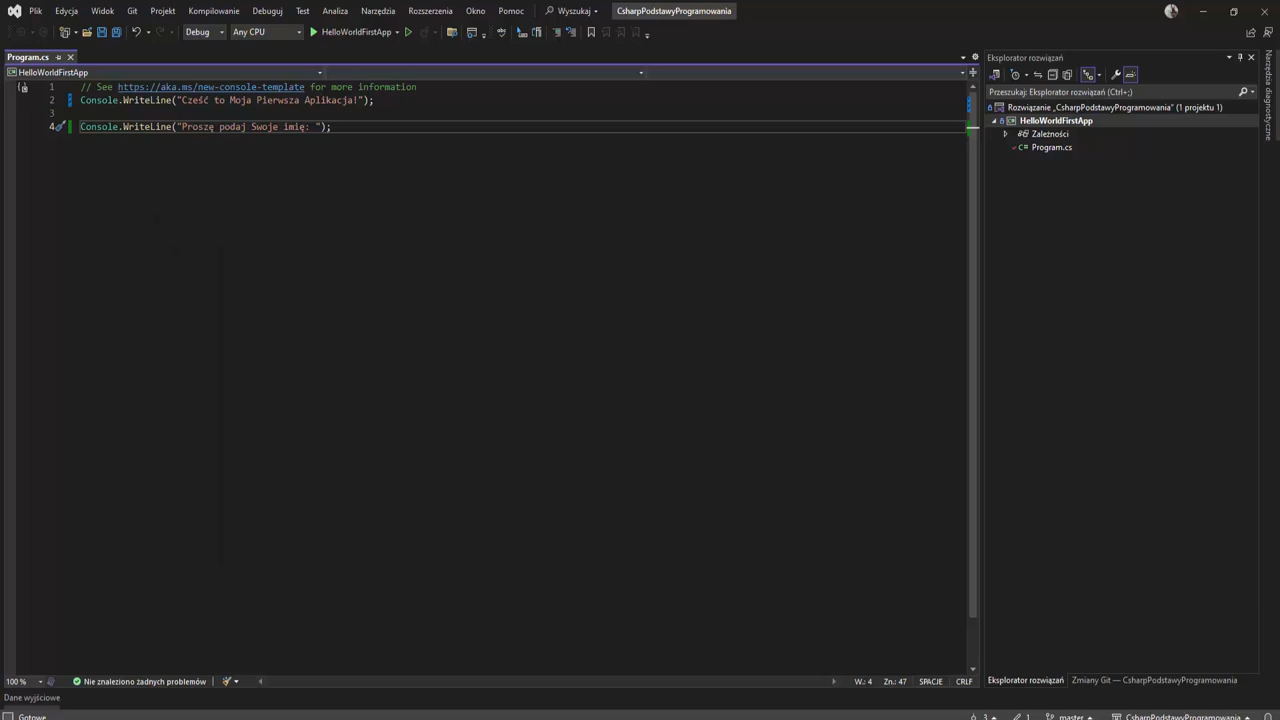 Plik Edycja Widok Git Projekt Kompilowanie Debuguj Test Analiza Narzędzia Rozszerzenia Okno Pomoc Wyszukaj CsharpPodstawyProgramowania
Debug Any CPU HelloWorldFirstApp
Program.cs
HelloWorldFirstApp
1 // See https://aka.ms/new-console-template for more information
2 Console.WriteLine("Cześć to Moja Pierwsza Aplikacja!");
3
4 Console.WriteLine("Proszę podaj Swoje imię: ");
Eksplorator rozwiązań
Przeszukaj: Eksplorator rozwiązań (Ctrl+;)
Rozwiązanie „CsharpPodstawyProgramowania” (1 projektu 1)
HelloWorldFirstApp
Zależności
C# Program.cs
Narzędzia diagnostyczne
100 % Nie znaleziono żadnych problemów W.: 4 Zn.: 47 SPACJE CRLF
Eksplorator rozwiązań Zmiany Git — CsharpPodstawyProgramowania
Dane wyjściowe
Gotowe 3 1 master CsharpPodstawyProgramowania